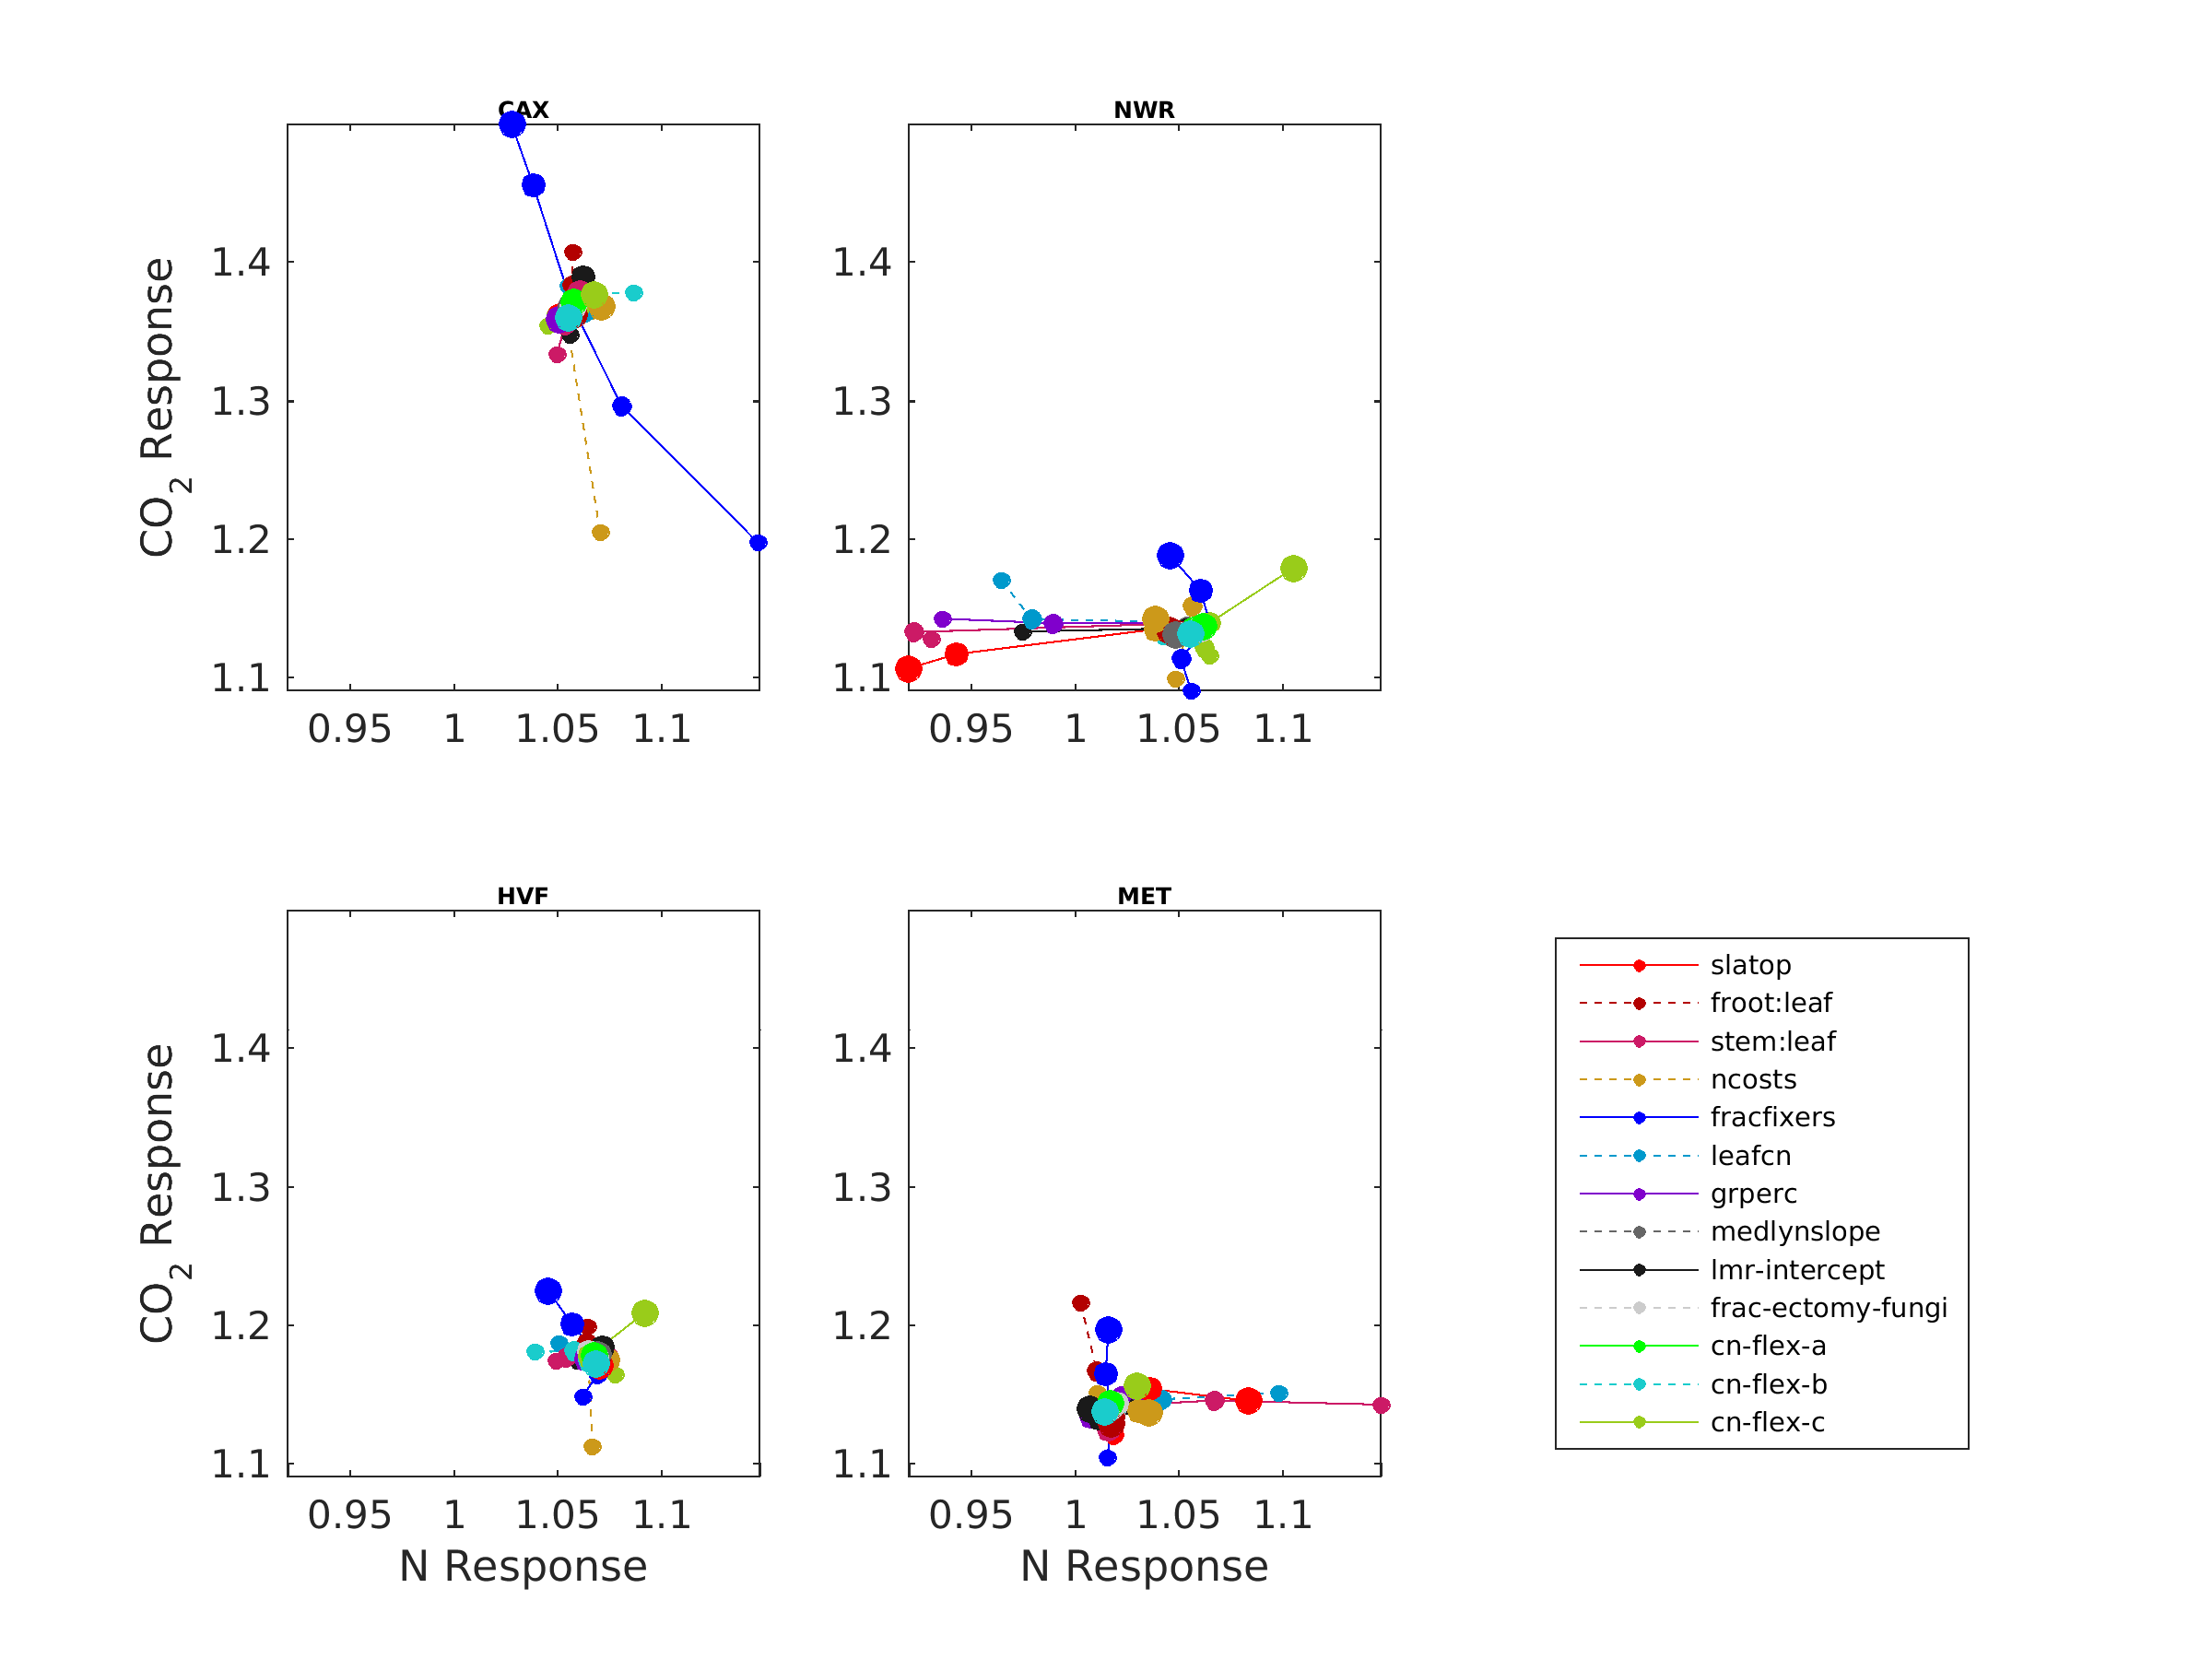 CAX
NWR
CO2 Response
1.4
1.3
1.2
1.1
0.95 1 1.05 1.1
1.4
1.3
1.2
1.1
0.95 1 1.05 1.1
HVF
MET
CO2 Response
1.4
1.3
1.2
1.1
0.95 1 1.05 1.1
N Response
1.4
1.3
1.2
1.1
0.95 1 1.05 1.1
N Response
slatop
froot:leaf
stem:leaf
ncosts
fracfixers
leafcn
grperc
medlynslope
lmr-intercept
frac-ectomy-fungi
cn-flex-a
cn-flex-b
cn-flex-c